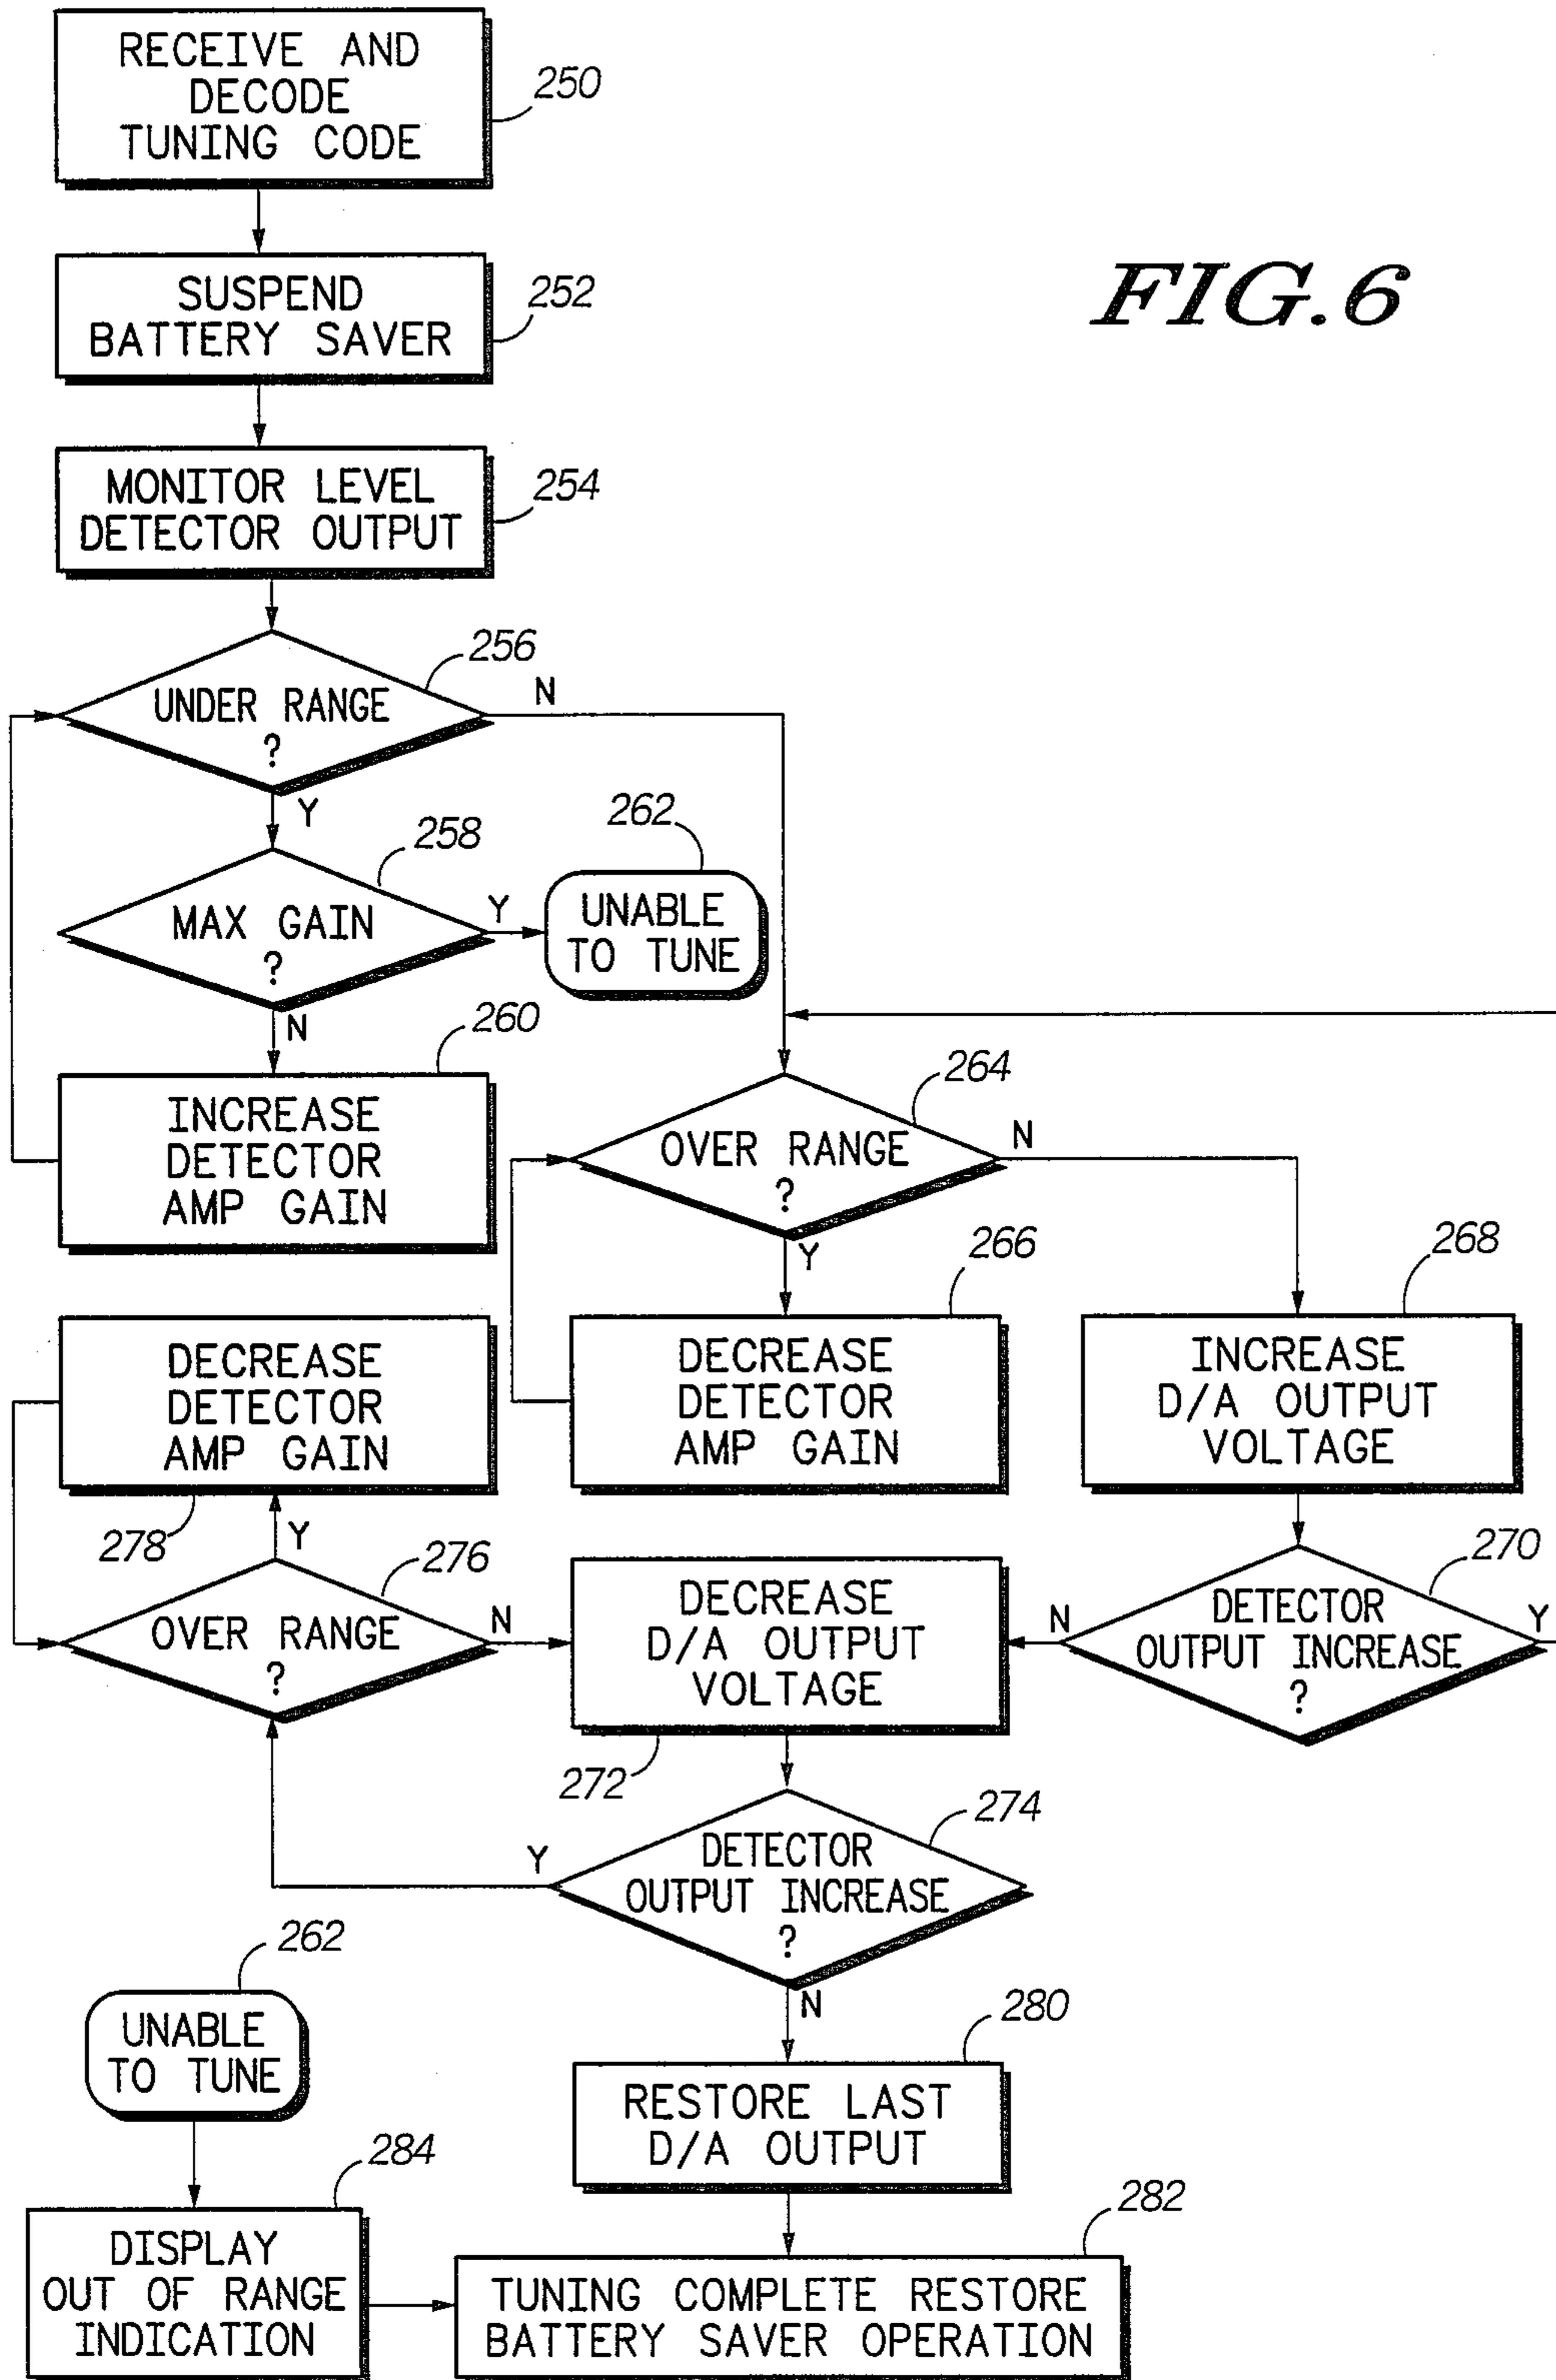 RECEIVE AND
DECODE
TUNING CODE
250
SUSPEND
BATTERY SAVER
252
FIG.6
MONITOR LEVEL
DETECTOR OUTPUT
254
UNDER RANGE
?
256
N
Y
MAX GAIN
?
258
Y
N
262
UNABLE
TO TUNE
INCREASE
DETECTOR
AMP GAIN
260
OVER RANGE
?
264
N
Y
DECREASE
DETECTOR
AMP GAIN
266
INCREASE
D/A OUTPUT
VOLTAGE
268
DECREASE
DETECTOR
AMP GAIN
278
Y
OVER RANGE
?
276
N
DECREASE
D/A OUTPUT
VOLTAGE
272
N
DETECTOR
OUTPUT INCREASE
?
270
Y
DETECTOR
OUTPUT INCREASE
?
274
Y
N
262
UNABLE
TO TUNE
RESTORE LAST
D/A OUTPUT
280
DISPLAY
OUT OF RANGE
INDICATION
284
TUNING COMPLETE RESTORE
BATTERY SAVER OPERATION
282